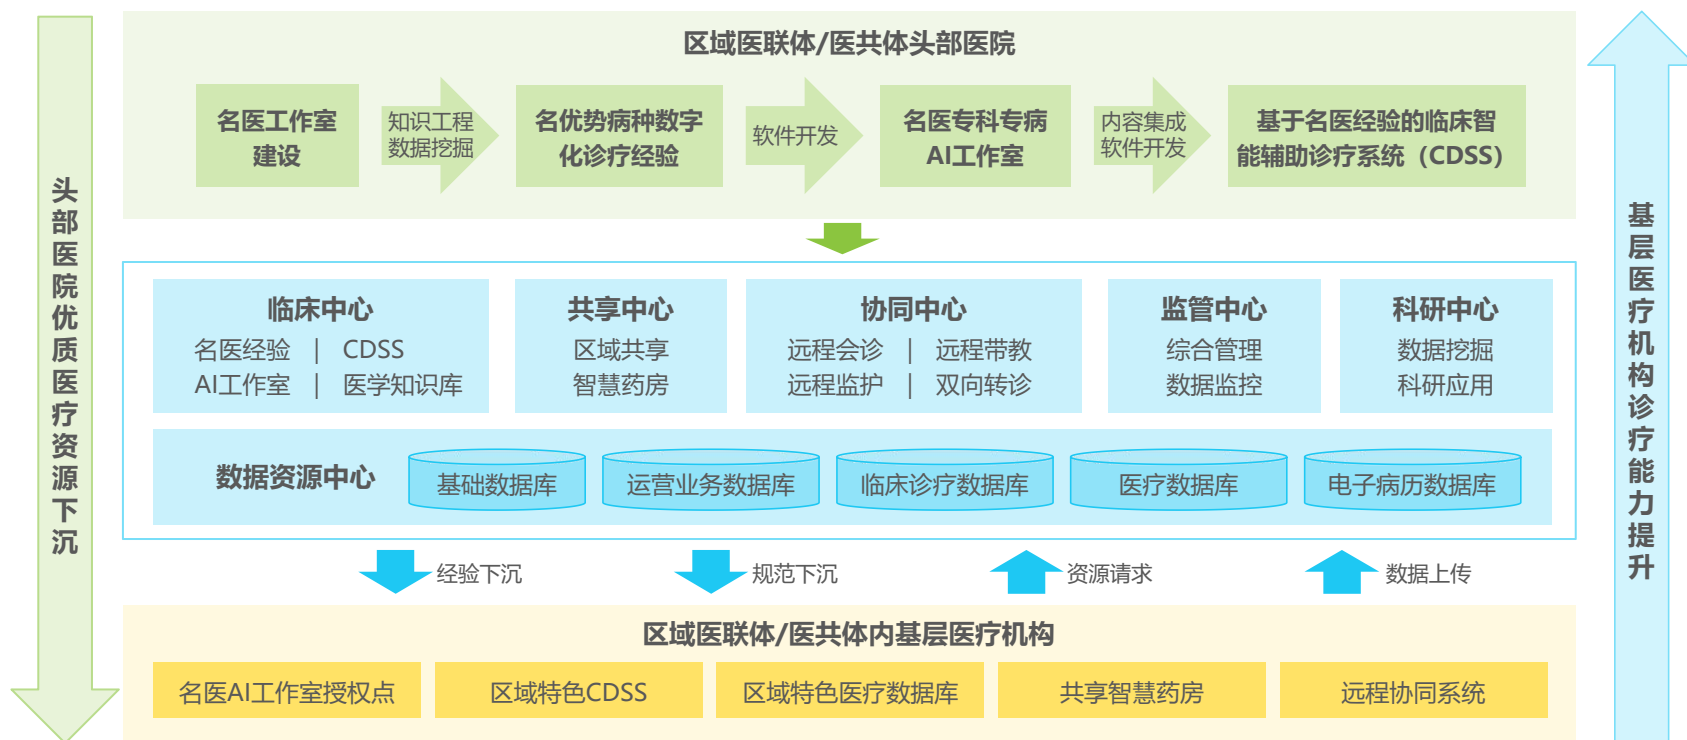 区域医联体/医共体头部医院
名医工作室
建设
知识工程
数据挖掘
名优势病种数字
化诊疗经验
软件开发
名医专科专病
AI工作室
内容集成
软件开发
基于名医经验的临床智
能辅助诊疗系统（CDSS）
头部医院优质医疗资源下沉
基层医疗机构诊疗能力提升
临床中心
名医经验 | CDSS
AI工作室 | 医学知识库
共享中心
区域共享
智慧药房
协同中心
远程会诊 | 远程带教
远程监护 | 双向转诊
监管中心
综合管理
数据监控
科研中心
数据挖掘
科研应用
数据资源中心
基础数据库
运营业务数据库
临床诊疗数据库
医疗数据库
电子病历数据库
经验下沉
规范下沉
资源请求
数据上传
区域医联体/医共体内基层医疗机构
名医AI工作室授权点
区域特色CDSS
区域特色医疗数据库
共享智慧药房
远程协同系统